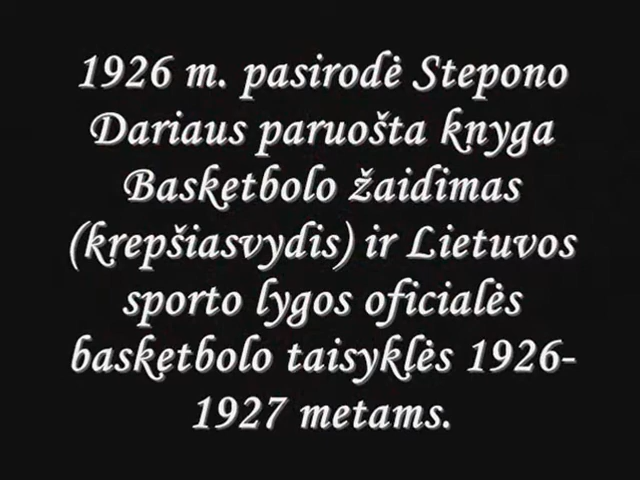 1926 m. pasirodė Stepono
Dariaus paruošta knyga
Basketbolo žaidimas
(krepšiasvydis) ir Lietuvos
sporto lygos oficialės
basketbolo taisyklės 1926-
1927 metams.